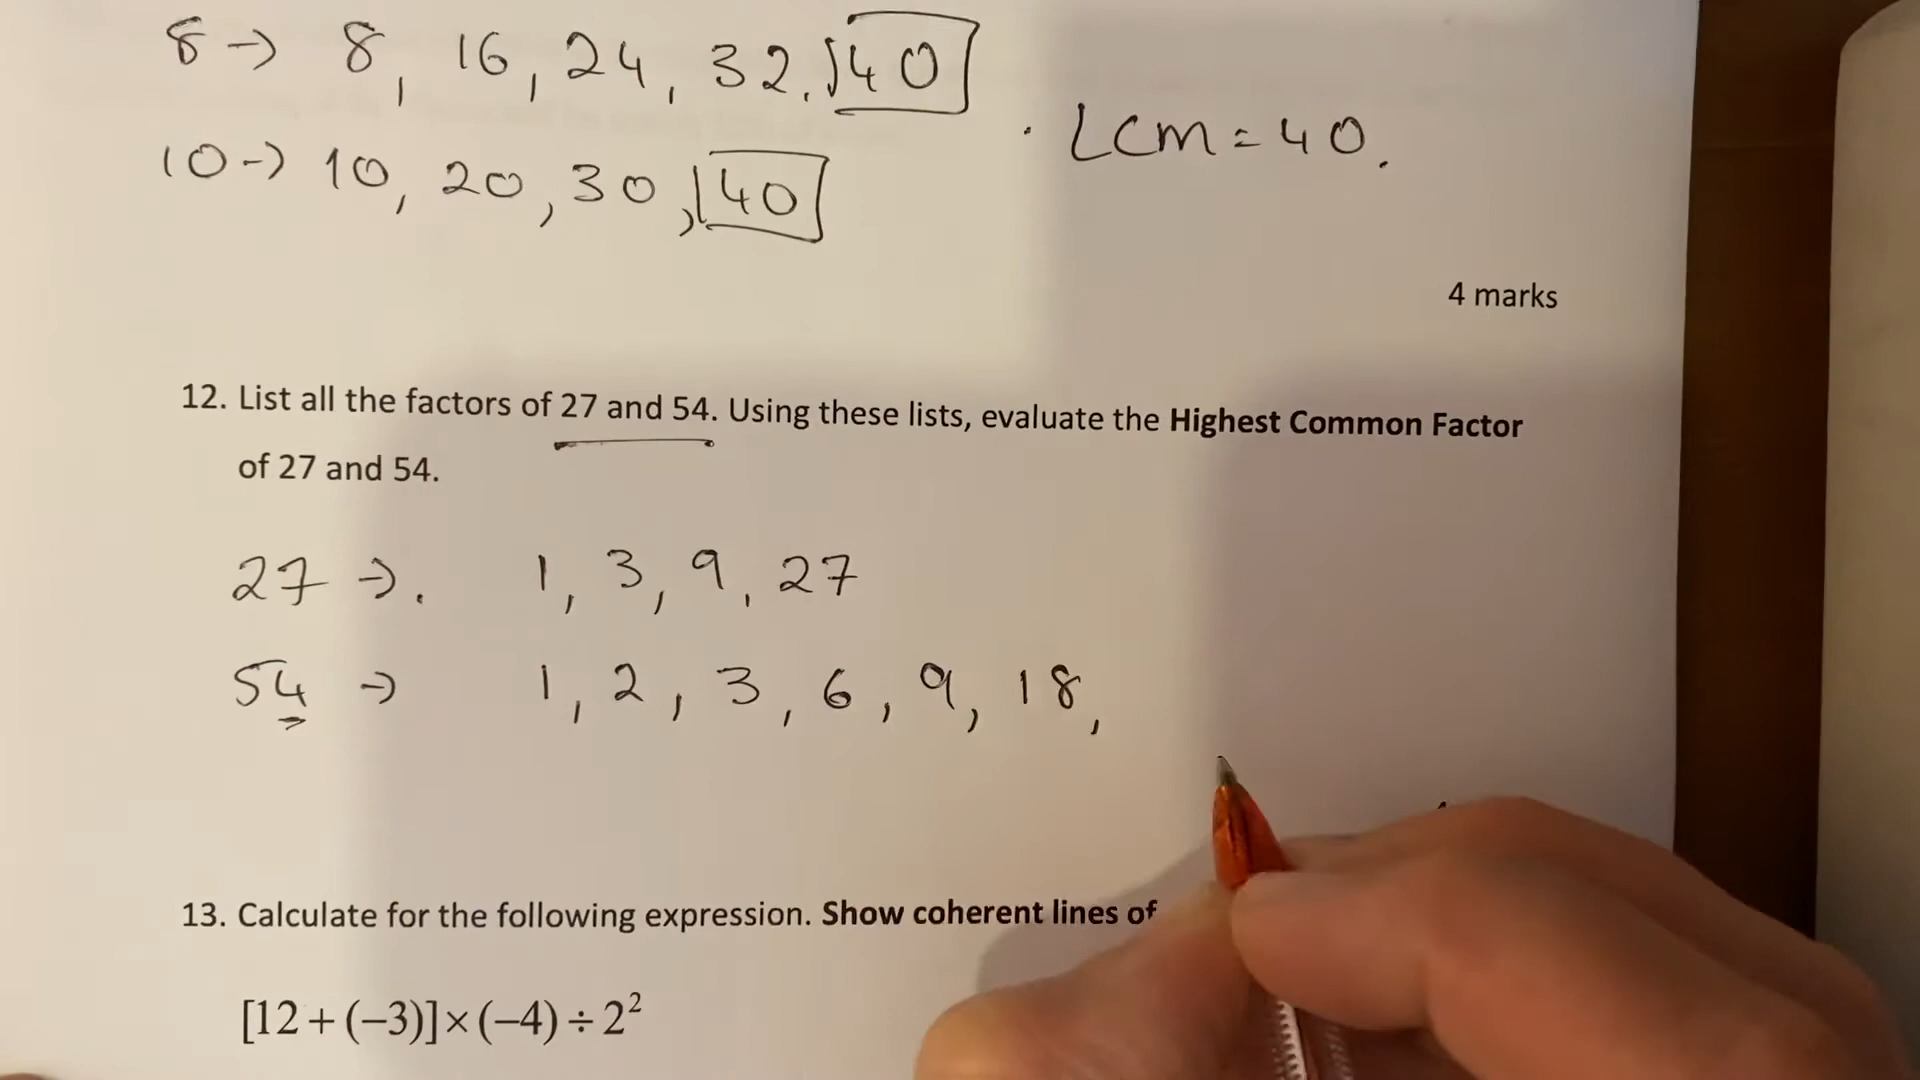 8 → 8, 16, 24, 32, 40
10 → 10, 20, 30, 40
LCM = 40.
4 marks
12. List all the factors of 27 and 54. Using these lists, evaluate the Highest Common Factor
of 27 and 54.
27 → . 1, 3, 9, 27
54 → 1, 2, 3, 6, 9, 18,
13. Calculate for the following expression. Show coherent lines of
[12 + (−3)] × (−4) ÷ 2²